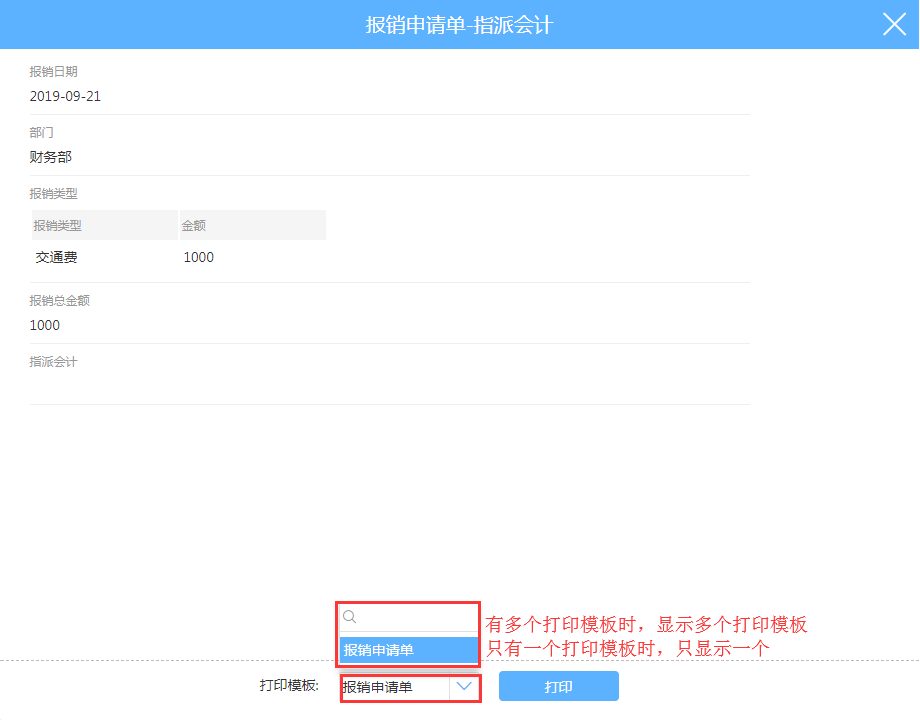 报销申请单-指派会计
报销日期
2019-09-21
部门
财务部
报销类型
报销类型 金额
交通费 1000
报销总金额
1000
指派会计
有多个打印模板时，显示多个打印模板
报销申请单 只有一个打印模板时，只显示一个
打印模板: 报销申请单 打印